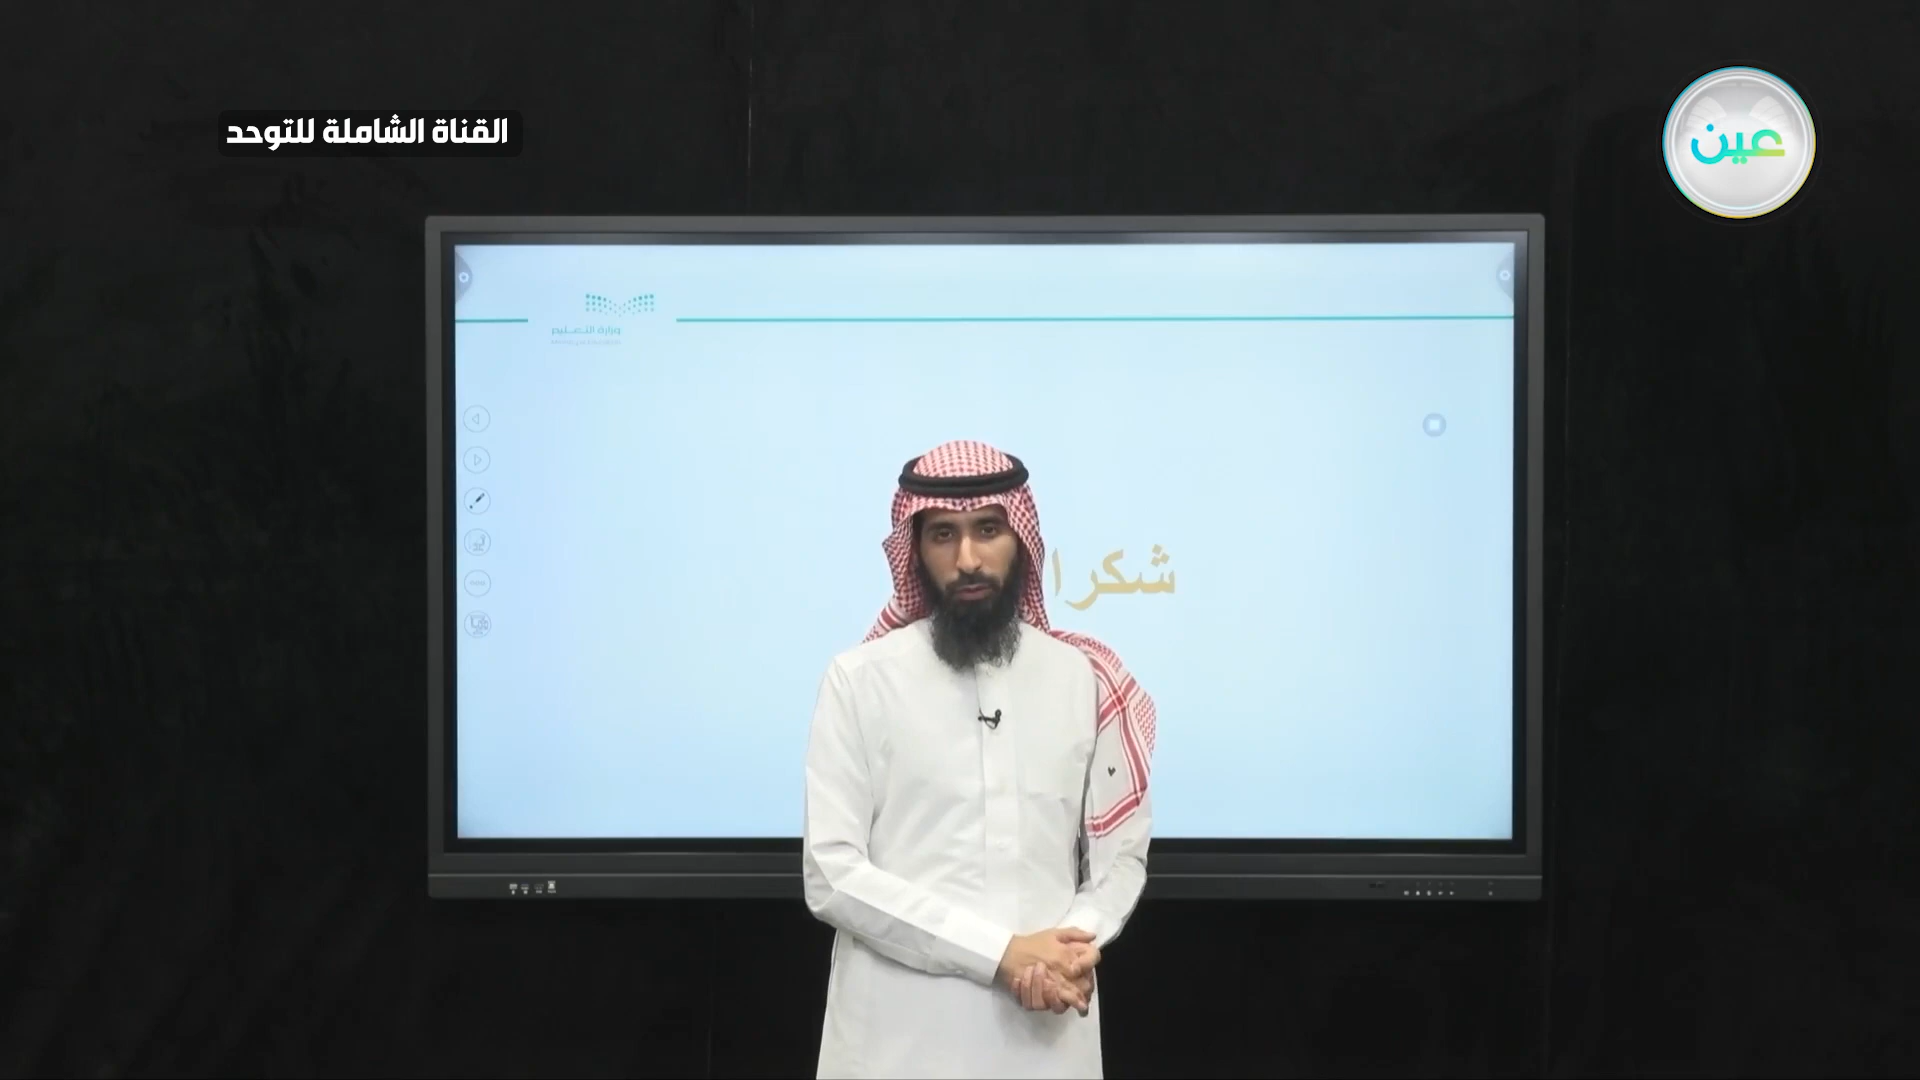 القناة الشاملة للتوحد
عين
وزارة التعليم
شكرا